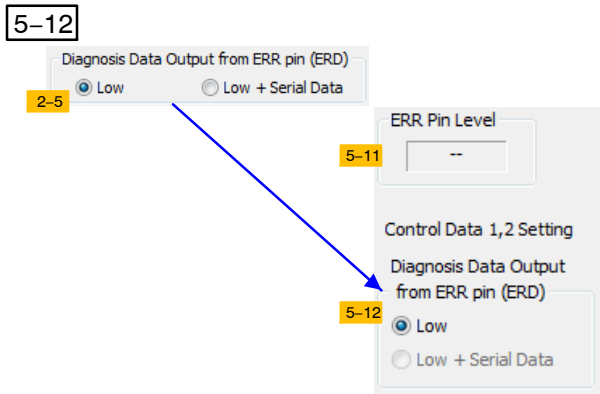 5−12
Diagnosis Data Output from ERR pin (ERD)
Low
Low + Serial Data
2−5
ERR Pin Level
5−11
--
Control Data 1,2 Setting
Diagnosis Data Output
from ERR pin (ERD)
5−12
Low
Low + Serial Data